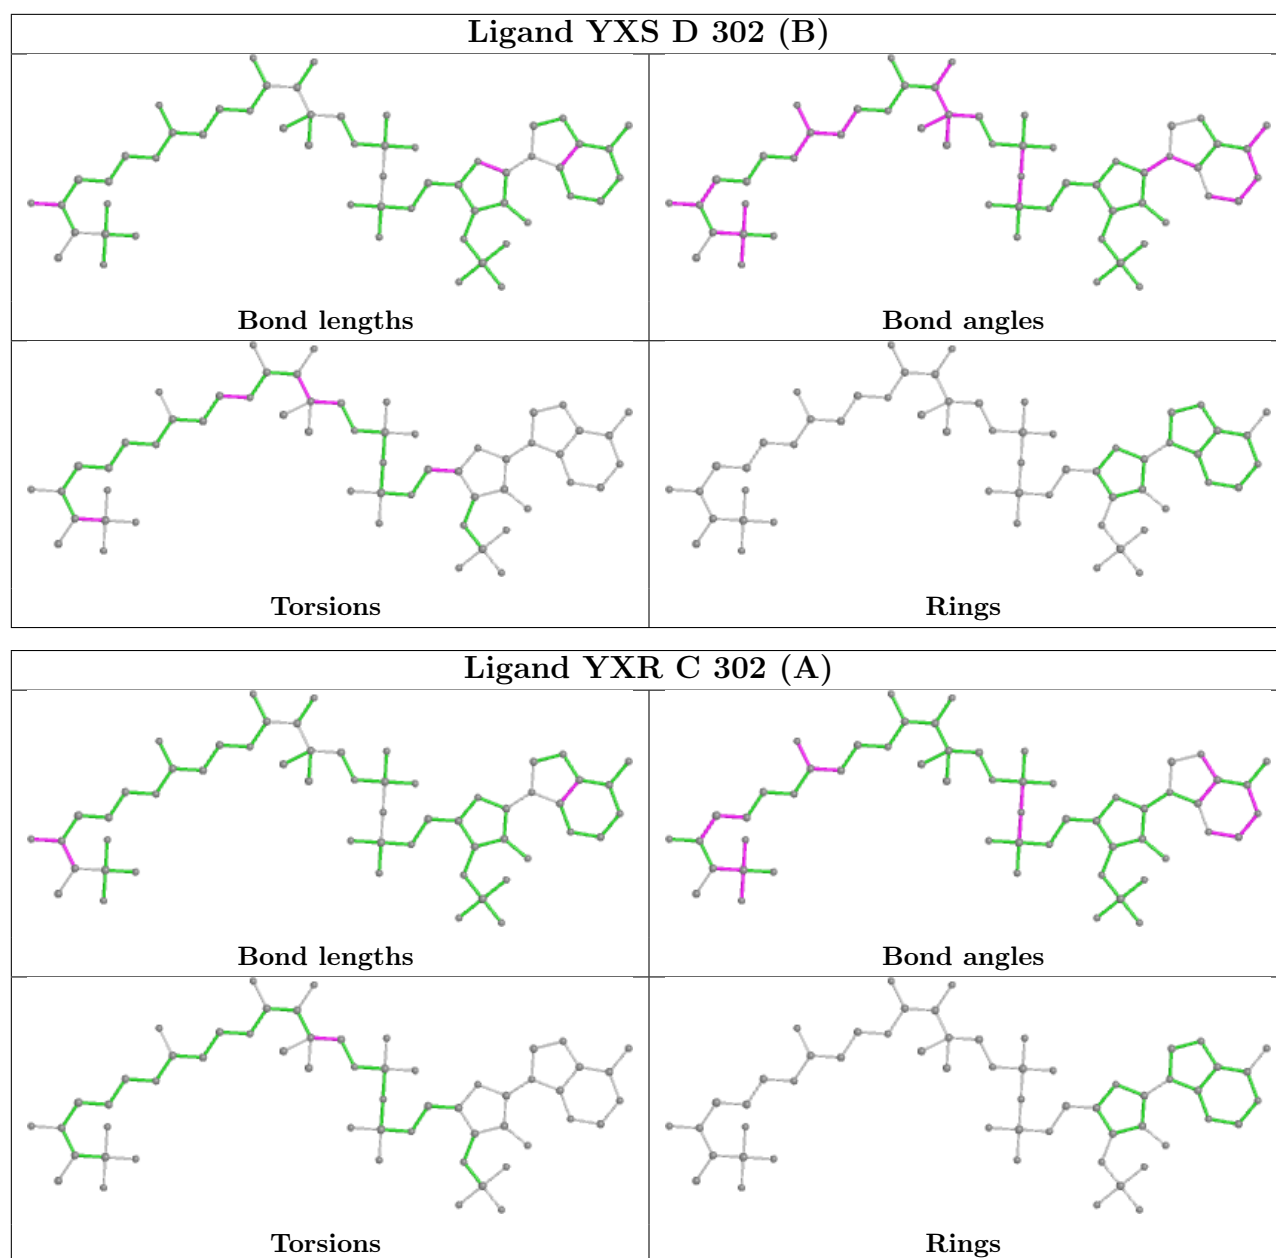 Ligand YXS D 302 (B)
Bond lengths
Bond angles
Torsions
Rings
Ligand YXR C 302 (A)
Bond lengths
Bond angles
Torsions
Rings